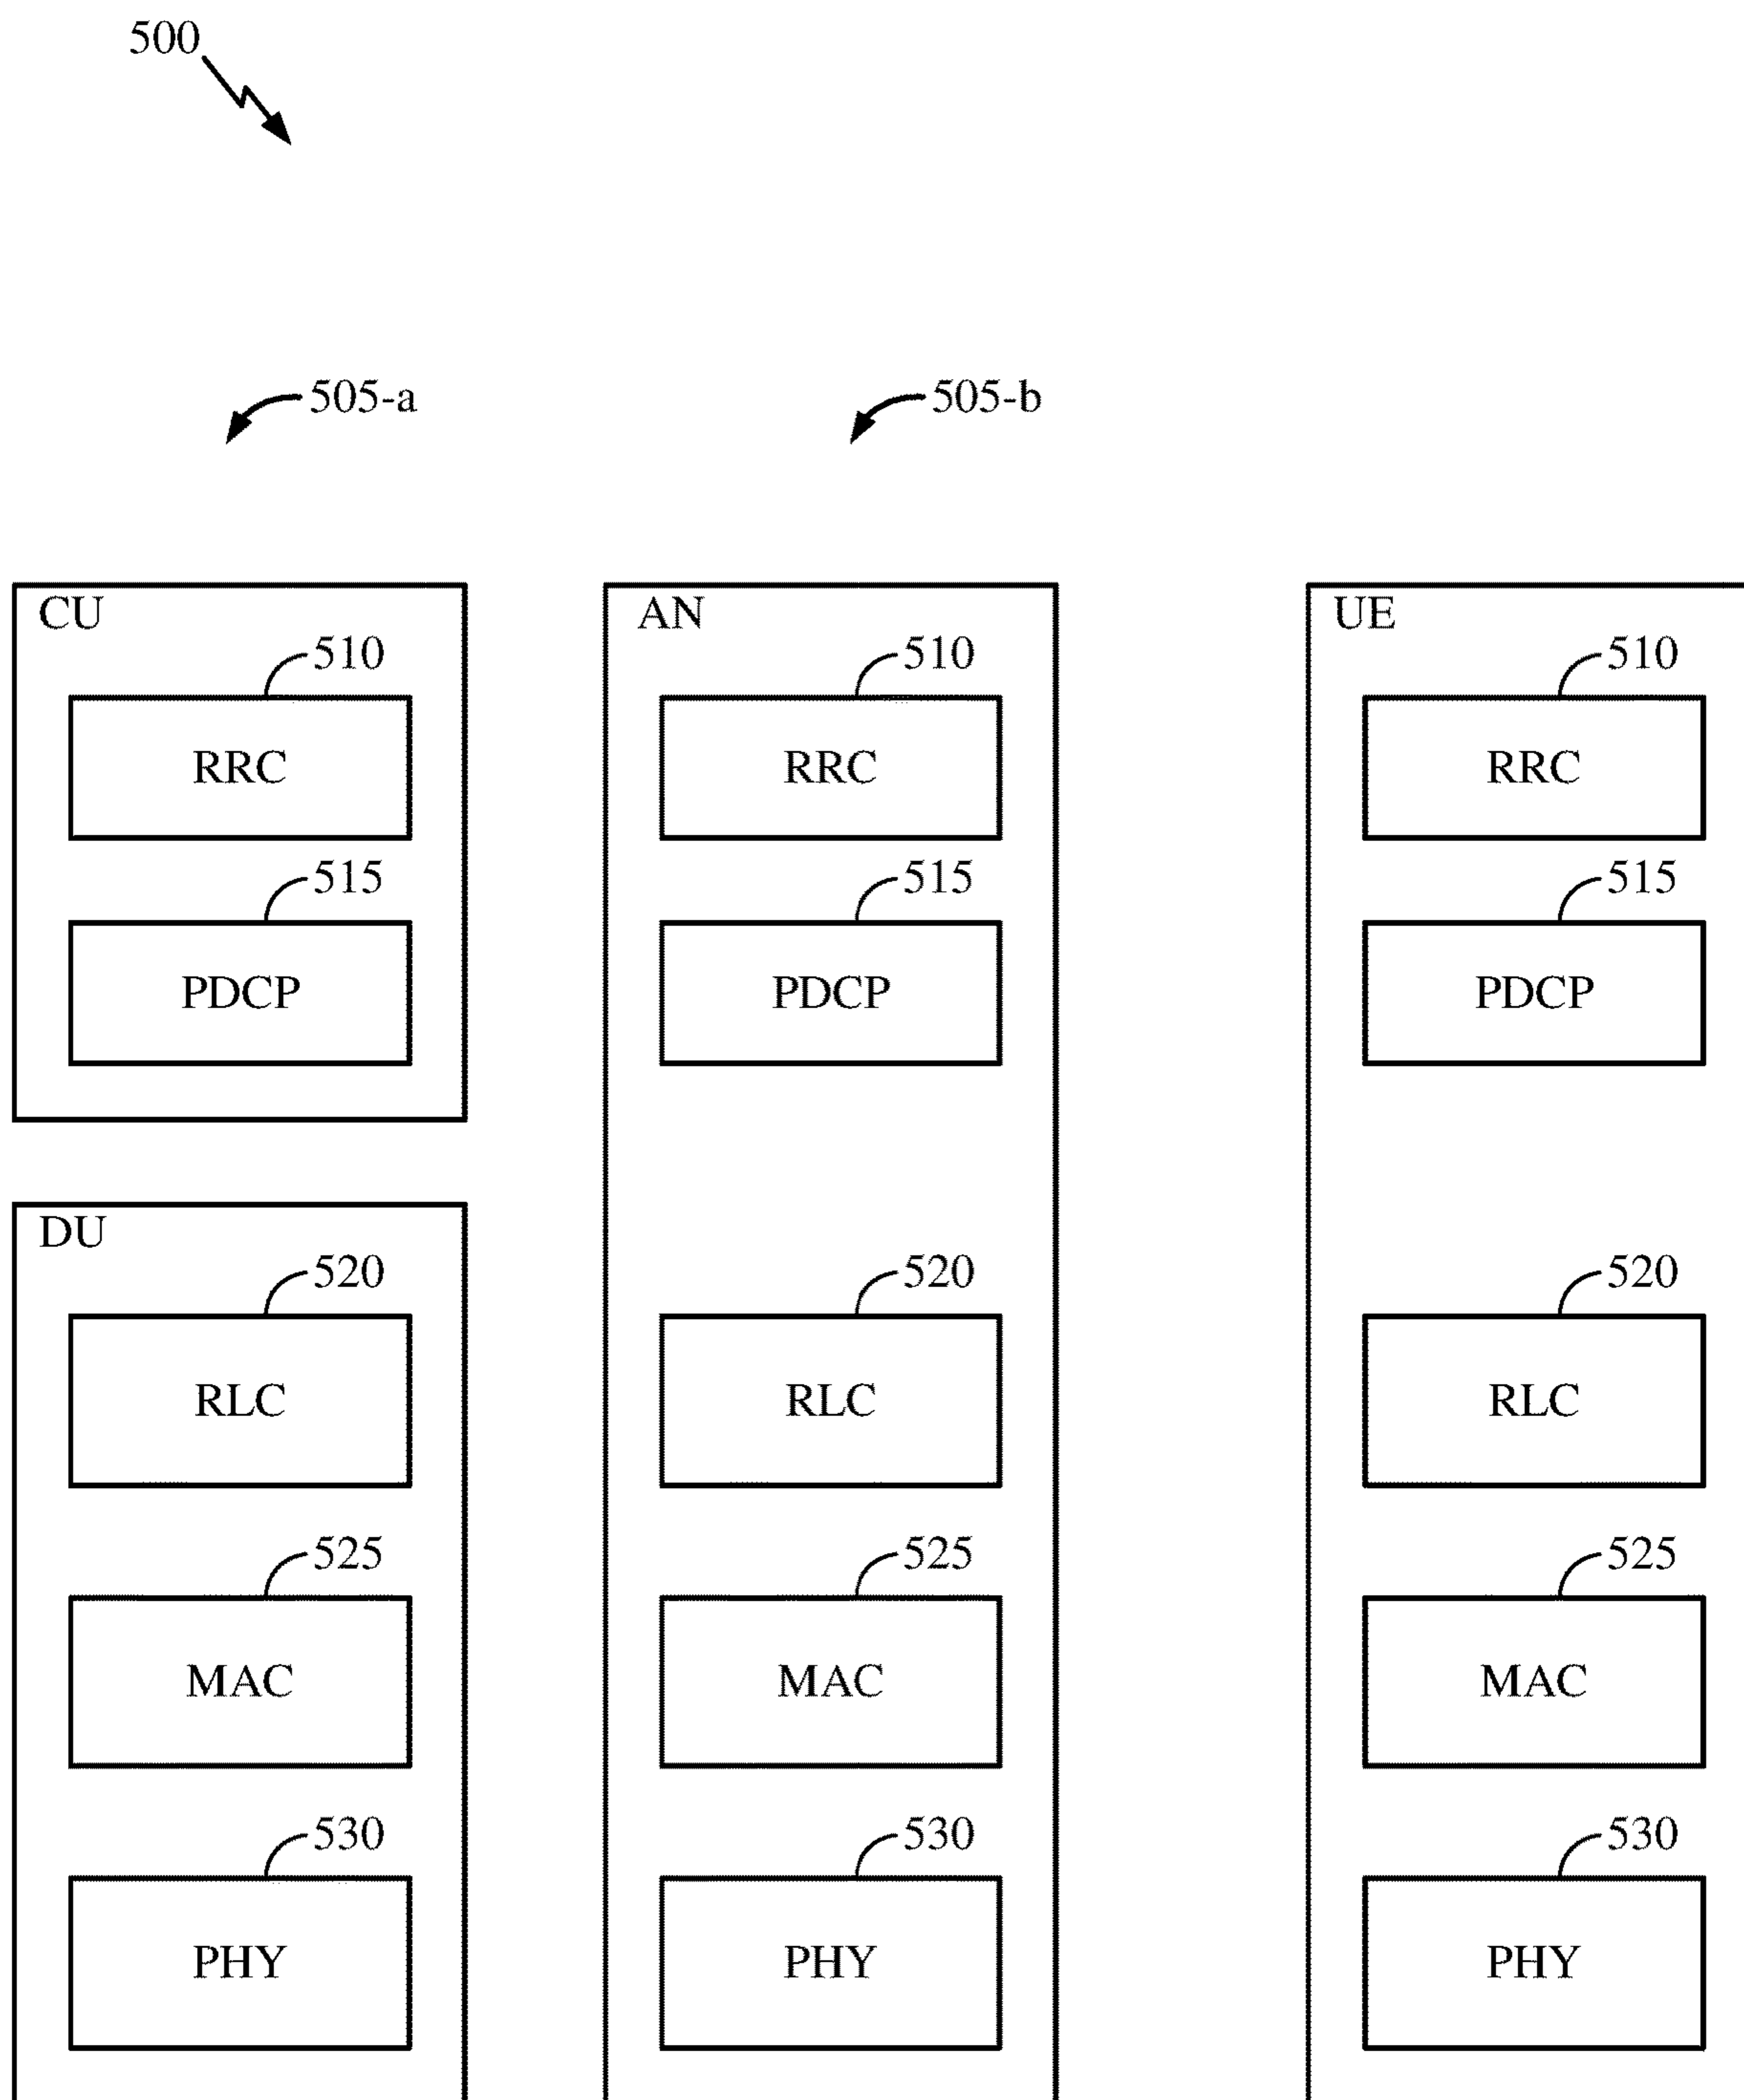 500
505-a 505-b
CU AN UE
510 510 510
RRC RRC RRC
515 515 515
PDCP PDCP PDCP
DU
520 520 520
RLC RLC RLC
525 525 525
MAC MAC MAC
530 530 530
PHY PHY PHY